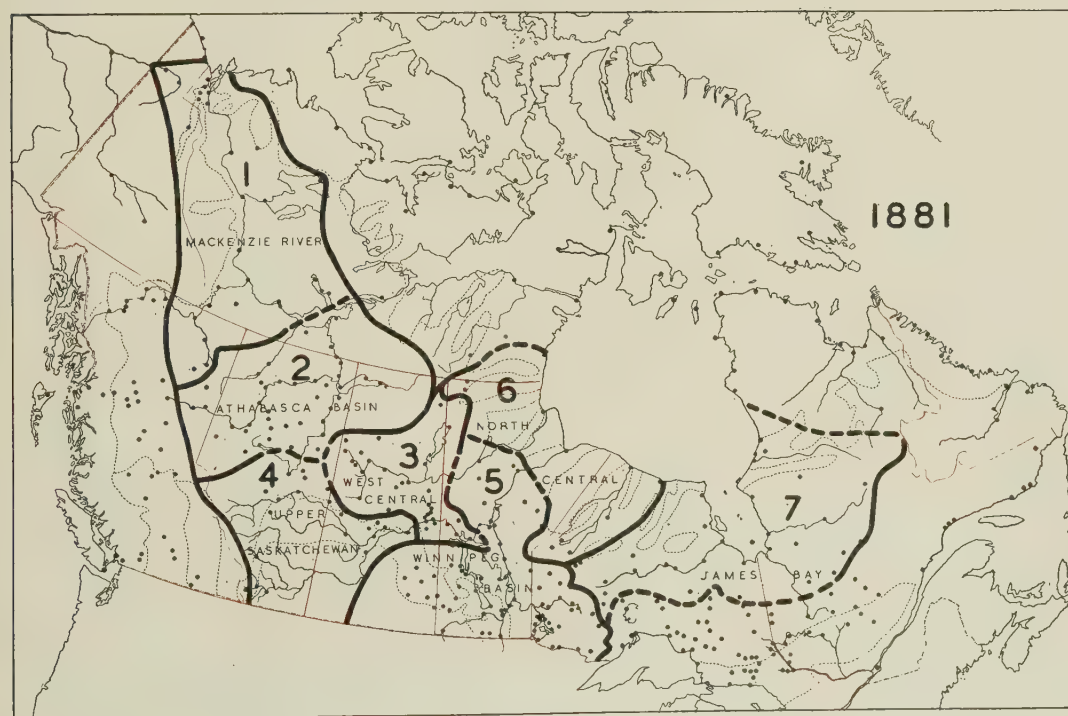 1881
1
MACKENZIE RIVER
2
ATHABASCA BASIN
6
NORTH
CENTRAL
3
WEST
CENTRAL
4
UPPER
SASKATCHEWAN
5
WINNIPEG
BASIN
7
JAMES BAY